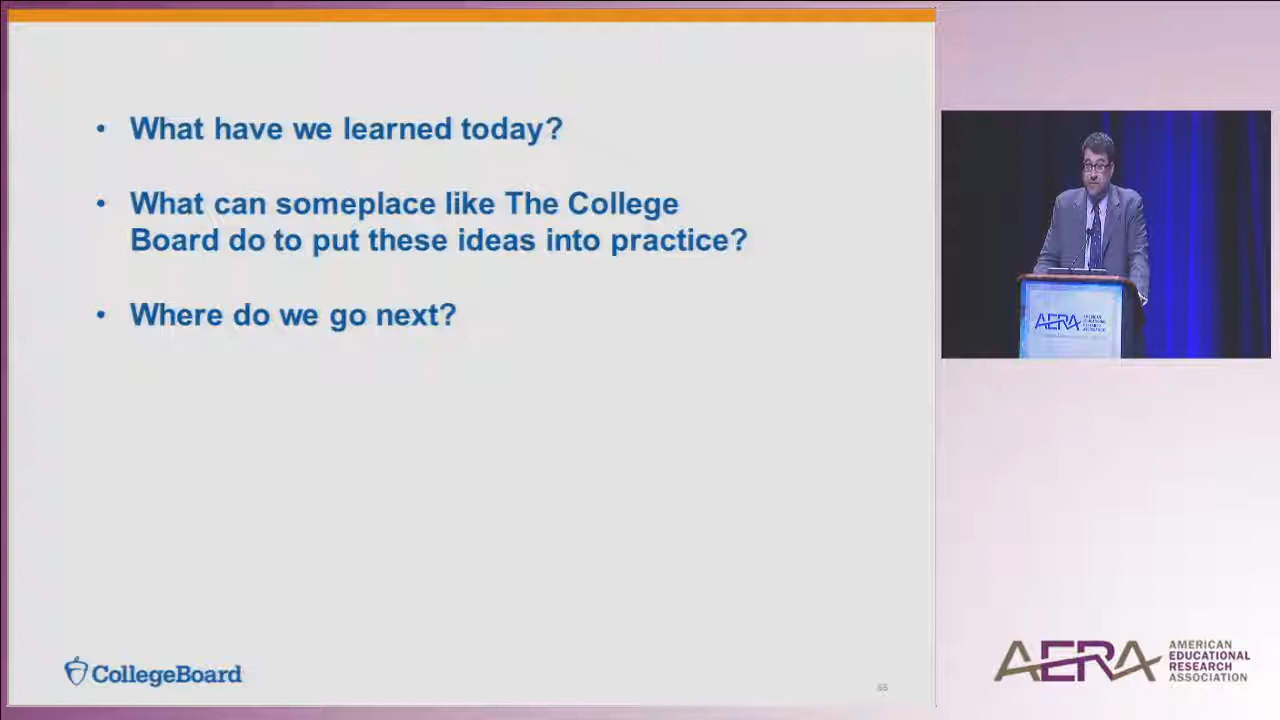 • What have we learned today?
• What can someplace like The College
Board do to put these ideas into practice?
• Where do we go next?
CollegeBoard
AERA
AERA
AMERICAN
EDUCATIONAL
RESEARCH
ASSOCIATION